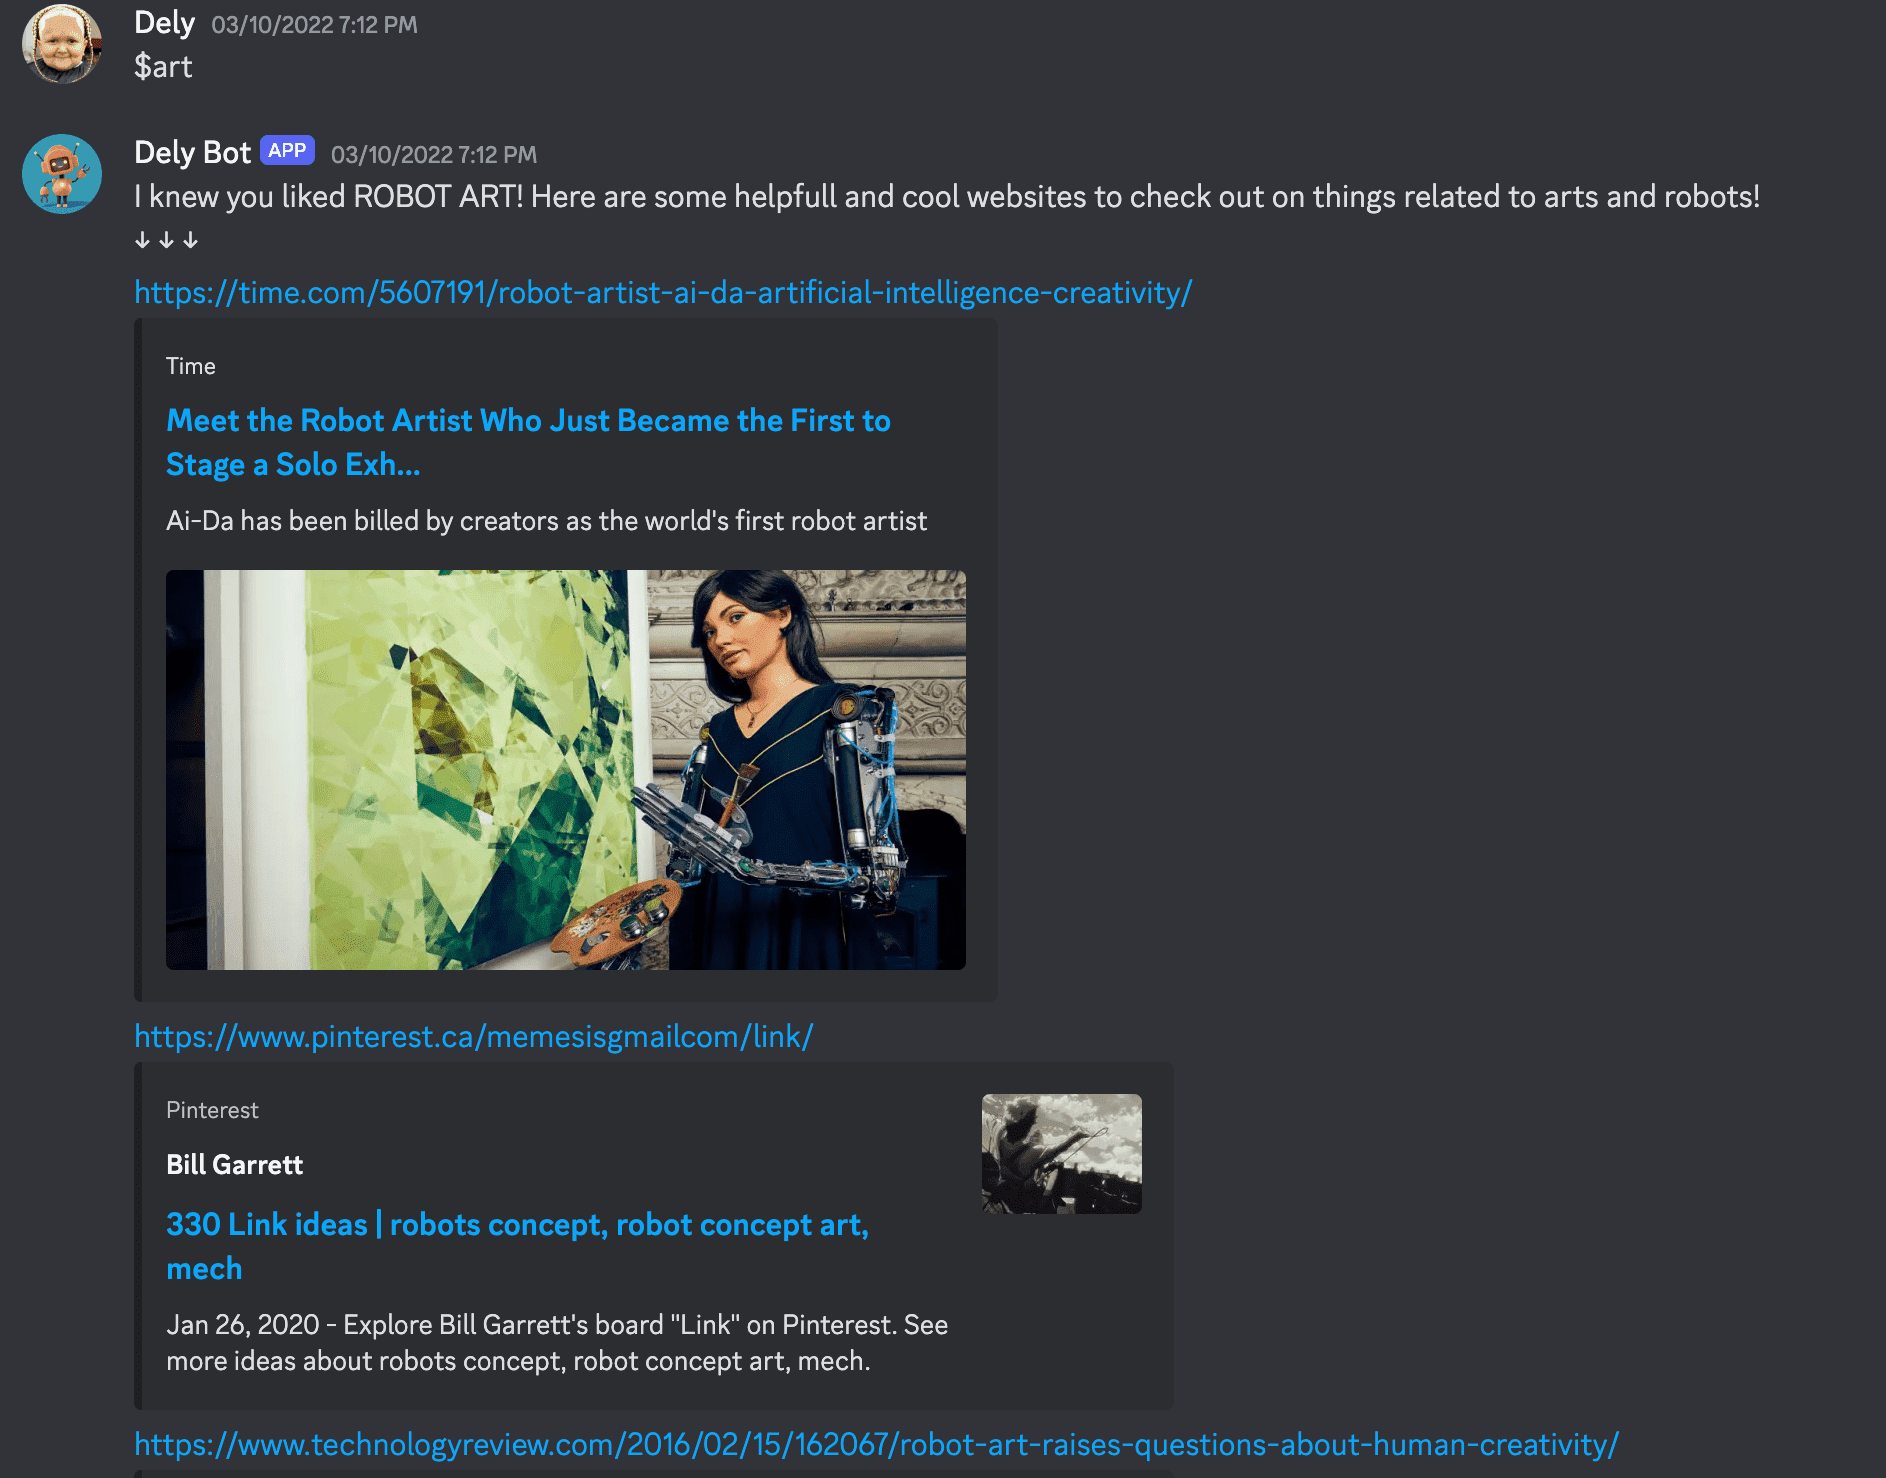 Dely 03/10/2022 7:12 PM
$art
Dely Bot APP 03/10/2022 7:12 PM
I knew you liked ROBOT ART! Here are some helpfull and cool websites to check out on things related to arts and robots!
↓ ↓ ↓
https://time.com/5607191/robot-artist-ai-da-artificial-intelligence-creativity/
Time
Meet the Robot Artist Who Just Became the First to
Stage a Solo Exh...
Ai-Da has been billed by creators as the world's first robot artist
https://www.pinterest.ca/memesisgmailcom/link/
Pinterest
Bill Garrett
330 Link ideas | robots concept, robot concept art,
mech
Jan 26, 2020 - Explore Bill Garrett's board "Link" on Pinterest. See
more ideas about robots concept, robot concept art, mech.
https://www.technologyreview.com/2016/02/15/162067/robot-art-raises-questions-about-human-creativity/